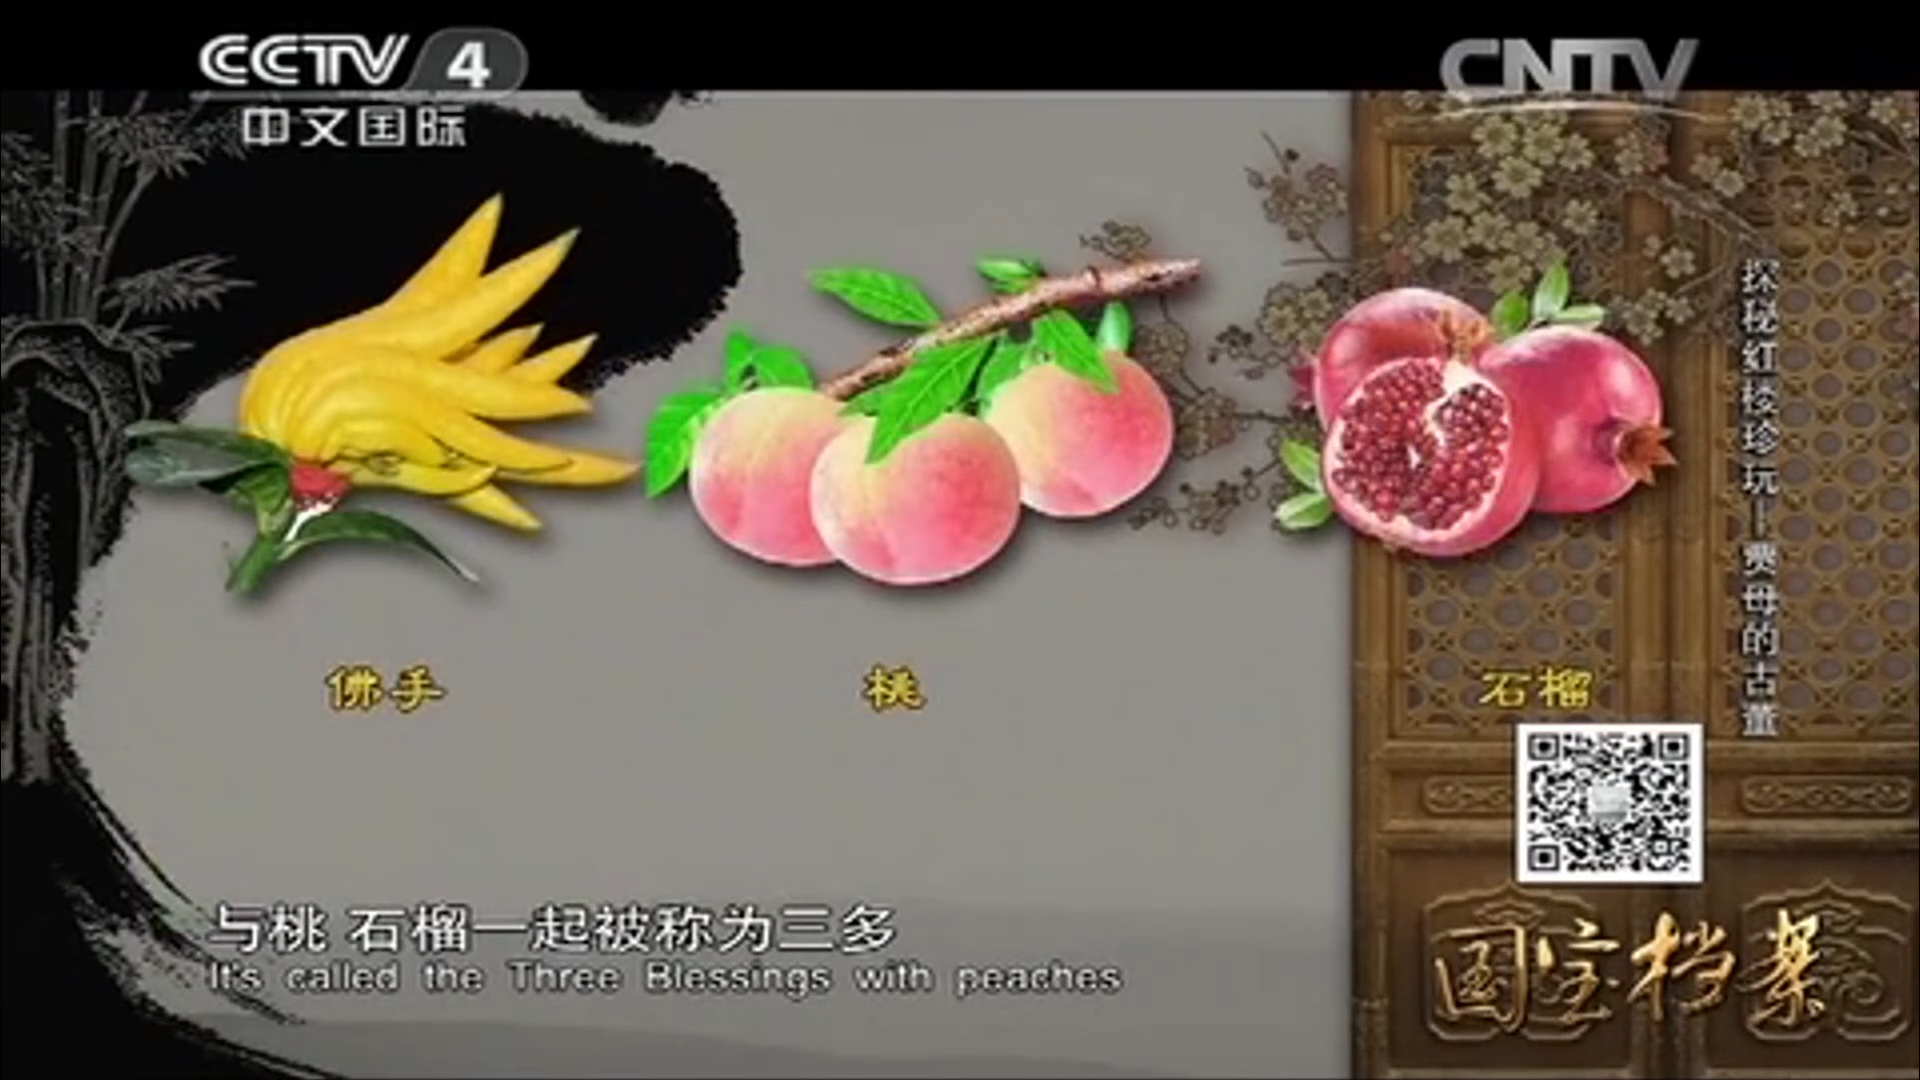 CCTV 4
中文国际
CNTV
探秘红楼珍玩—贾母的古董
佛手
桃
石榴
与桃 石榴一起被称为三多
It's called the Three Blessings with peaches
国宝档案